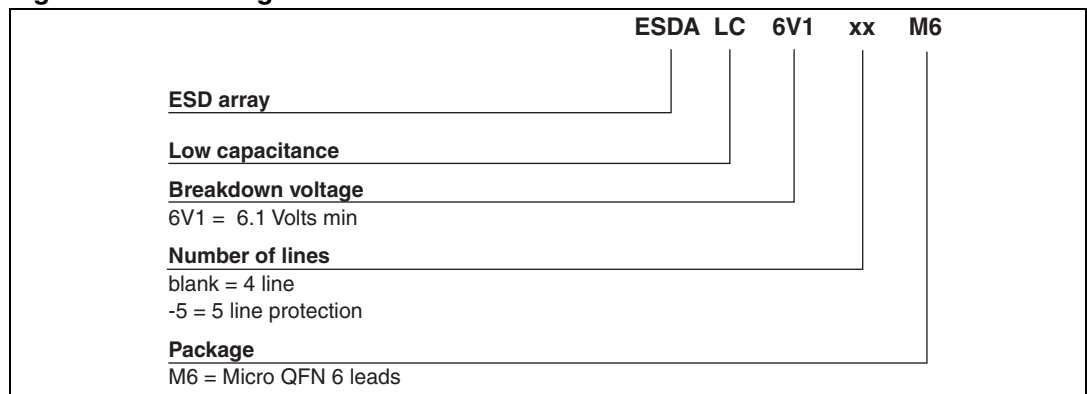 ESDA LC 6V1 xx M6
ESD array
Low capacitance
Breakdown voltage
6V1 = 6.1 Volts min
Number of lines
blank = 4 line
-5 = 5 line protection
Package
M6 = Micro QFN 6 leads